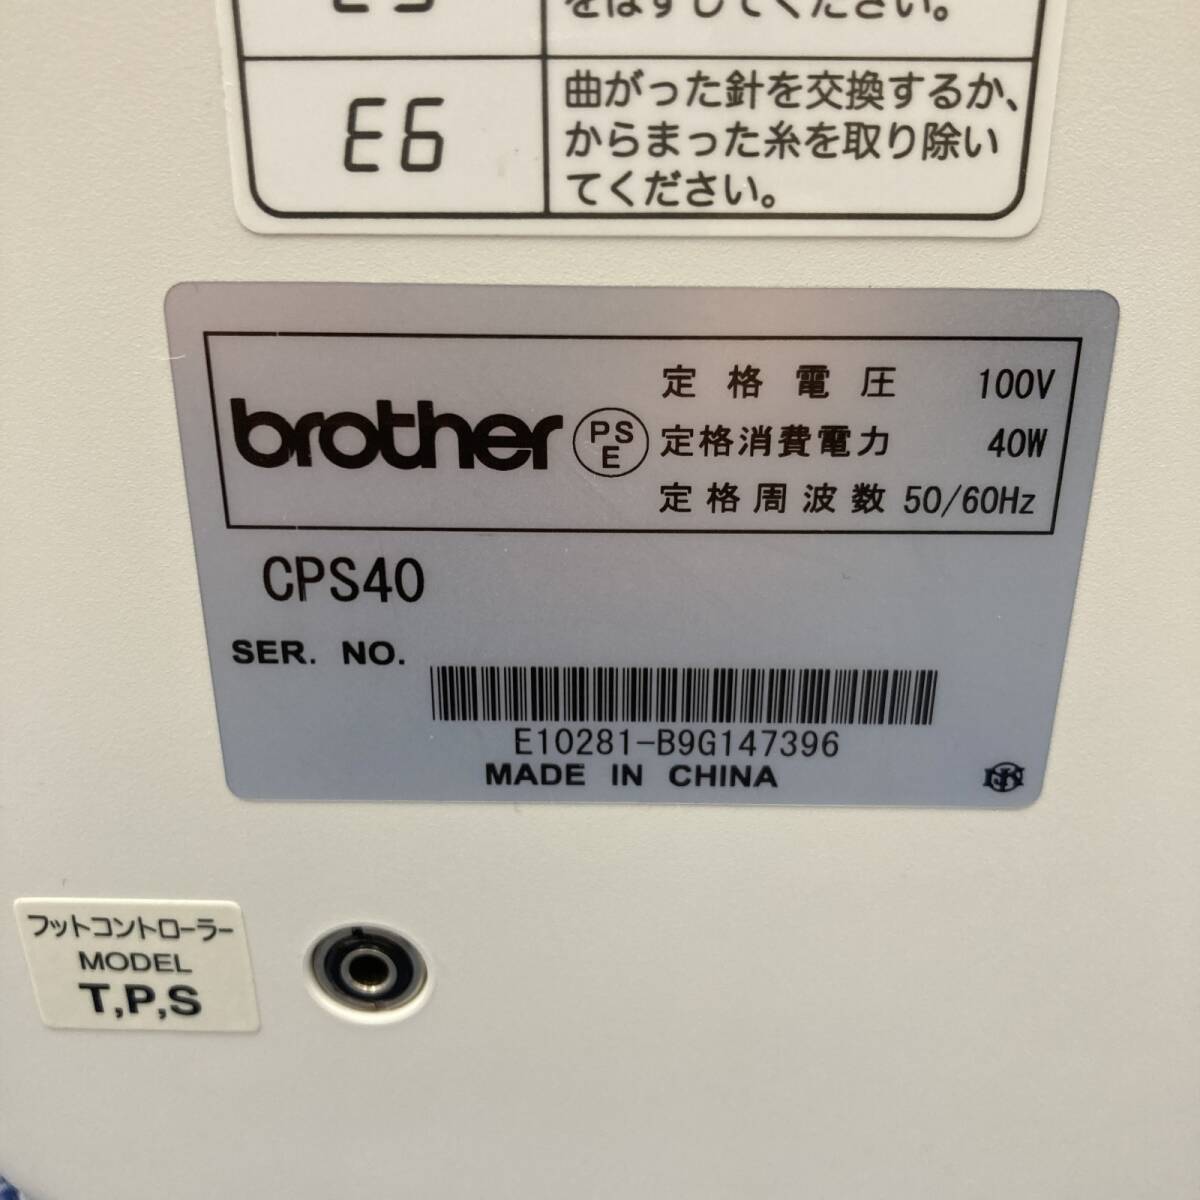 E5
をはずしてください。
E6
曲がった針を交換するか、
からまった糸を取り除い
てください。
brother
PS
E
定格電圧 100V
定格消費電力 40W
定格周波数 50/60Hz
CPS40
SER. NO.
E10281-B9G147396
MADE IN CHINA
フットコントローラー
MODEL
T,P,S